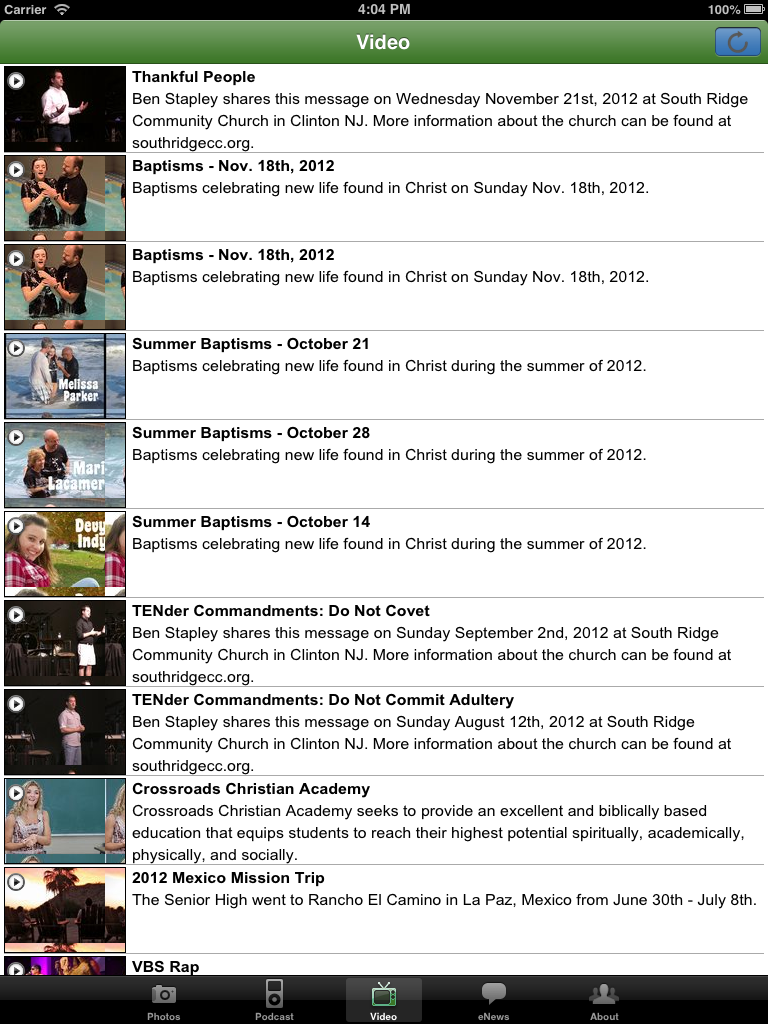 Carrier 4:04 PM 100%
Video
Thankful People
Ben Stapley shares this message on Wednesday November 21st, 2012 at South Ridge
Community Church in Clinton NJ. More information about the church can be found at
southridgecc.org.
Baptisms - Nov. 18th, 2012
Baptisms celebrating new life found in Christ on Sunday Nov. 18th, 2012.
Baptisms - Nov. 18th, 2012
Baptisms celebrating new life found in Christ on Sunday Nov. 18th, 2012.
Melissa
Parker
Summer Baptisms - October 21
Baptisms celebrating new life found in Christ during the summer of 2012.
Mari
Lacamer
Summer Baptisms - October 28
Baptisms celebrating new life found in Christ during the summer of 2012.
Devy
Indy
Summer Baptisms - October 14
Baptisms celebrating new life found in Christ during the summer of 2012.
TENder Commandments: Do Not Covet
Ben Stapley shares this message on Sunday September 2nd, 2012 at South Ridge
Community Church in Clinton NJ. More information about the church can be found at
southridgecc.org.
TENder Commandments: Do Not Commit Adultery
Ben Stapley shares this message on Sunday August 12th, 2012 at South Ridge
Community Church in Clinton NJ. More information about the church can be found at
southridgecc.org.
Crossroads Christian Academy
Crossroads Christian Academy seeks to provide an excellent and biblically based
education that equips students to reach their highest potential spiritually, academically,
physically, and socially.
2012 Mexico Mission Trip
The Senior High went to Rancho El Camino in La Paz, Mexico from June 30th - July 8th.
VBS Rap
Photos Podcast Video eNews About